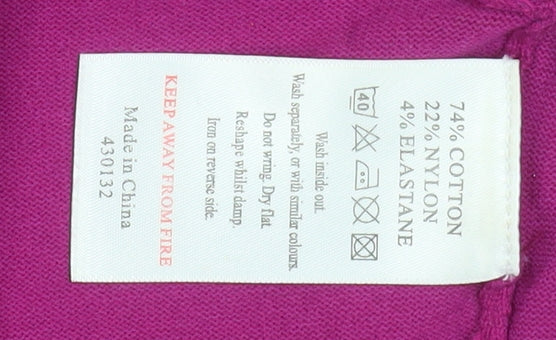 74% COTTON
22% NYLON
4% ELASTANE
40
Wash inside out.
Wash separately, or with similar colours.
Do not wring. Dry flat.
Reshape whilst damp.
Iron on reverse side.
KEEP AWAY FROM FIRE
Made in China
430132